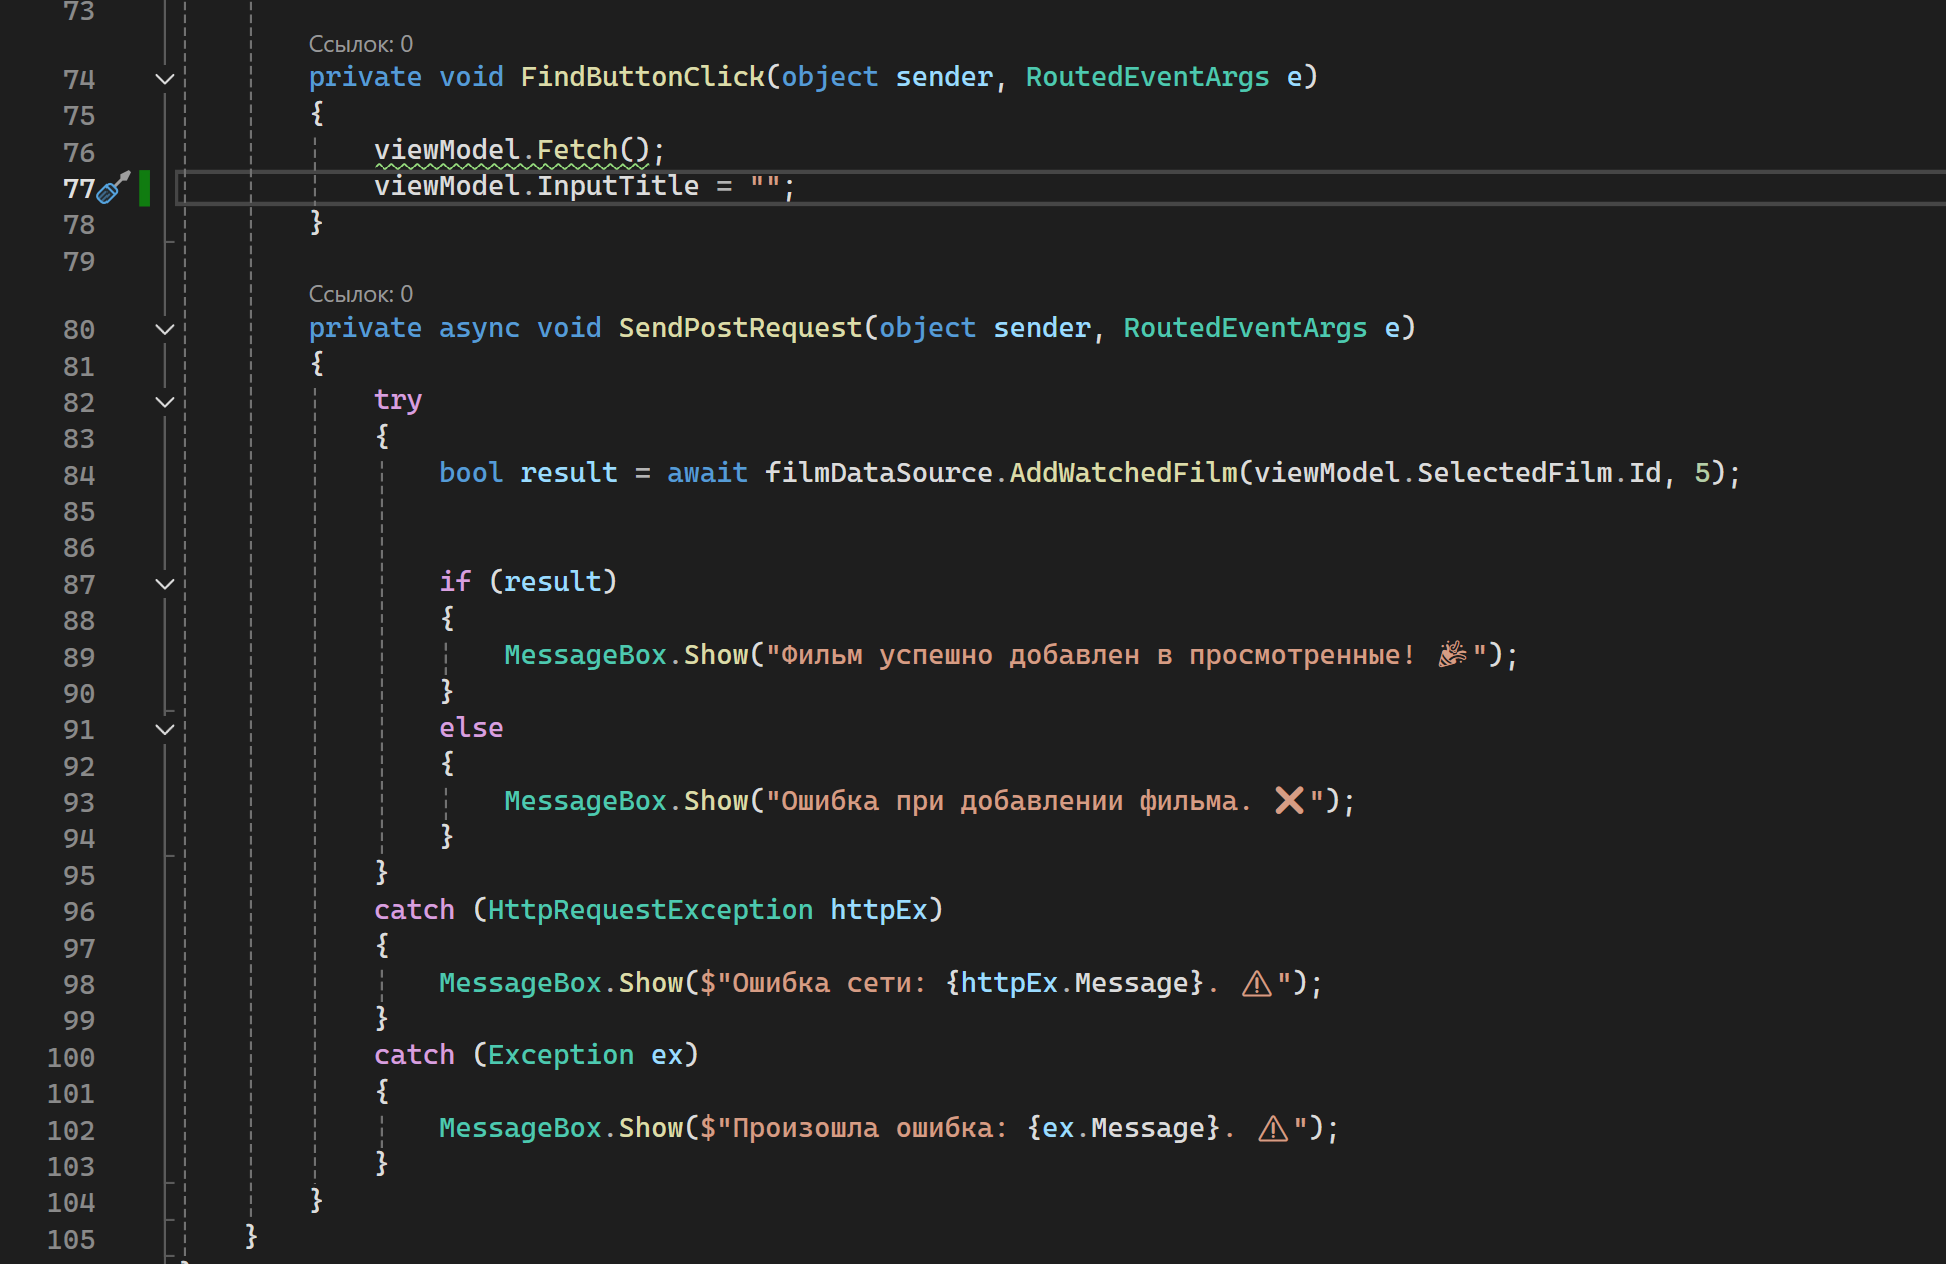 73
Ссылок: 0
74 private void FindButtonClick(object sender, RoutedEventArgs e)
75 {
76 viewModel.Fetch();
77 viewModel.InputTitle = "";
78 }
79
Ссылок: 0
80 private async void SendPostRequest(object sender, RoutedEventArgs e)
81 {
82 try
83 {
84 bool result = await filmDataSource.AddWatchedFilm(viewModel.SelectedFilm.Id, 5);
85
86
87 if (result)
88 {
89 MessageBox.Show("Фильм успешно добавлен в просмотренные! 🎉");
90 }
91 else
92 {
93 MessageBox.Show("Ошибка при добавлении фильма. ❌");
94 }
95 }
96 catch (HttpRequestException httpEx)
97 {
98 MessageBox.Show($"Ошибка сети: {httpEx.Message}. ⚠️");
99 }
100 catch (Exception ex)
101 {
102 MessageBox.Show($"Произошла ошибка: {ex.Message}. ⚠️");
103 }
104 }
105 }